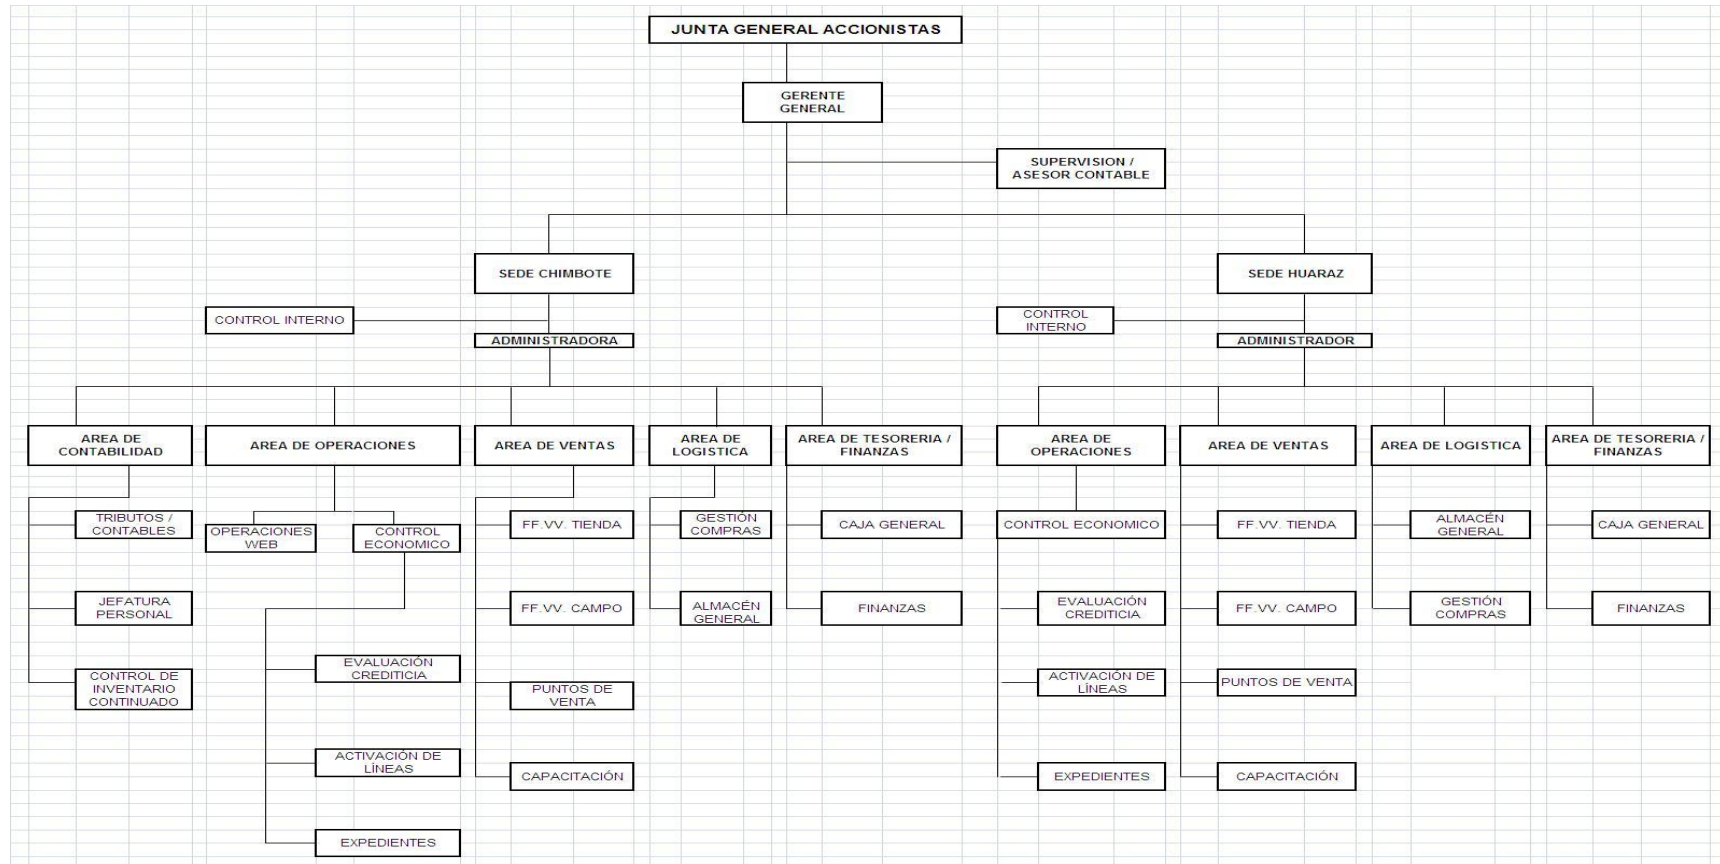 JUNTA GENERAL ACCIONISTAS
GERENTE
GENERAL
SUPERVISION /
ASESOR CONTABLE
SEDE CHIMBOTE
SEDE HUARAZ
CONTROL INTERNO
CONTROL
INTERNO
ADMINISTRADORA
ADMINISTRADOR
AREA DE
CONTABILIDAD
AREA DE OPERACIONES
AREA DE VENTAS
AREA DE
LOGISTICA
AREA DE TESORERIA /
FINANZAS
AREA DE
OPERACIONES
AREA DE VENTAS
AREA DE LOGISTICA
AREA DE TESORERIA /
FINANZAS
TRIBUTOS /
CONTABLES
OPERACIONES
WEB
CONTROL
ECONOMICO
FF.VV. TIENDA
GESTIÓN
COMPRAS
CAJA GENERAL
CONTROL ECONOMICO
FF.VV. TIENDA
ALMACÉN
GENERAL
CAJA GENERAL
JEFATURA
PERSONAL
FF.VV. CAMPO
ALMACÉN
GENERAL
FINANZAS
EVALUACIÓN
CREDITICIA
FF.VV. CAMPO
GESTIÓN
COMPRAS
FINANZAS
CONTROL DE
INVENTARIO
CONTINUADO
EVALUACIÓN
CREDITICIA
PUNTOS DE
VENTA
ACTIVACIÓN DE
LÍNEAS
PUNTOS DE VENTA
ACTIVACIÓN DE
LÍNEAS
CAPACITACIÓN
EXPEDIENTES
CAPACITACIÓN
EXPEDIENTES